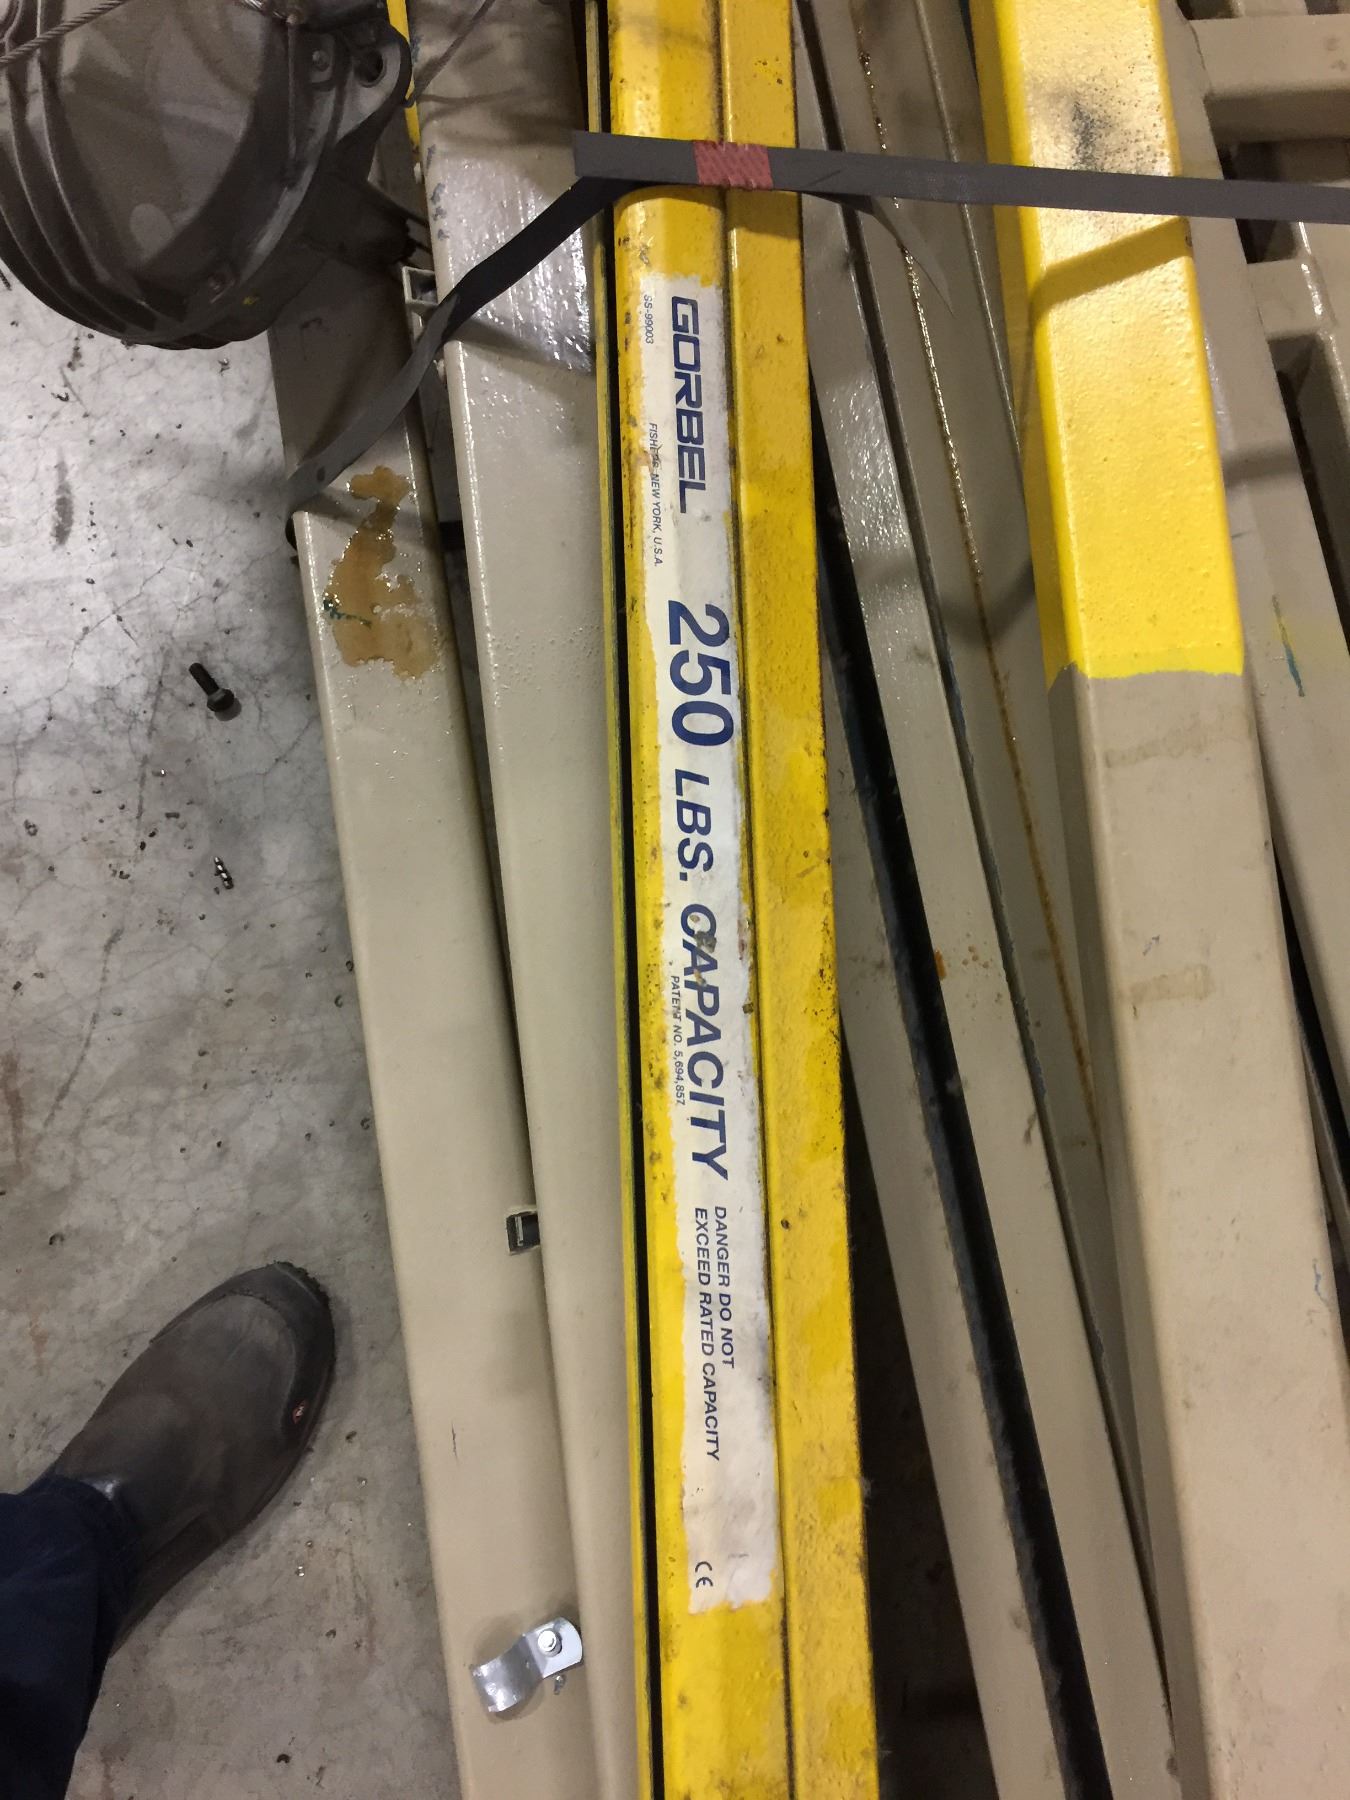 GORBEL
SS-99003
FISHERS, NEW YORK, U.S.A.
250 LBS. CAPACITY
PATENT NO. 5,694,857
DANGER DO NOT
EXCEED RATED CAPACITY
CE